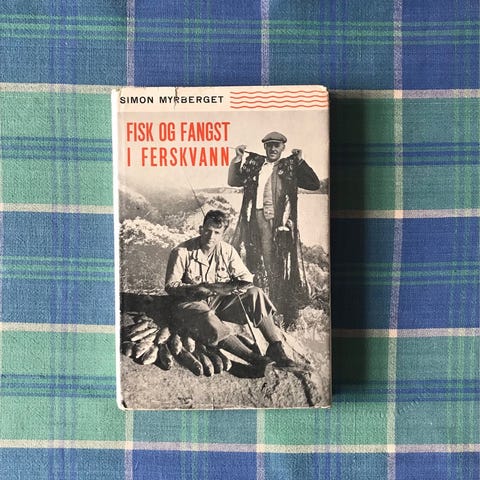 SIMON MYRBERGET
FISK OG FANGST
I FERSKVANN